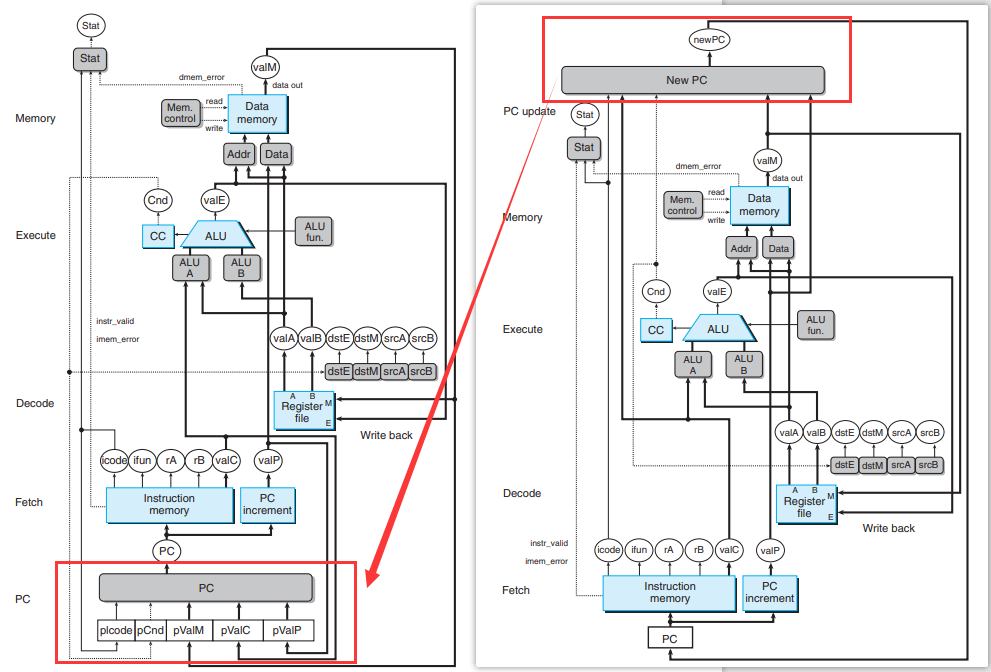 Stat
Stat
valM
dmem_error
data out
Memory
Mem.
control
read
write
Data
memory
Addr
Data
Cnd
valE
Execute
CC
ALU
ALU
fun.
ALU
A
ALU
B
instr_valid
imem_error
valA
valB
dstE
dstM
srcA
srcB
dstE
dstM
srcA
srcB
Decode
A
B
Register
file
M
E
Write back
icode
ifun
rA
rB
valC
valP
Fetch
Instruction
memory
PC
increment
PC
PC
PC
pIcode
pCnd
pValM
pValC
pValP
newPC
New PC
PC update
Stat
Stat
valM
dmem_error
data out
Memory
Mem.
control
read
write
Data
memory
Addr
Data
Cnd
valE
Execute
CC
ALU
ALU
fun.
ALU
A
ALU
B
valA
valB
dstE
dstM
srcA
srcB
dstE
dstM
srcA
srcB
Decode
A
B
Register
file
M
E
Write back
instr_valid
imem_error
icode
ifun
rA
rB
valC
valP
Fetch
Instruction
memory
PC
increment
PC